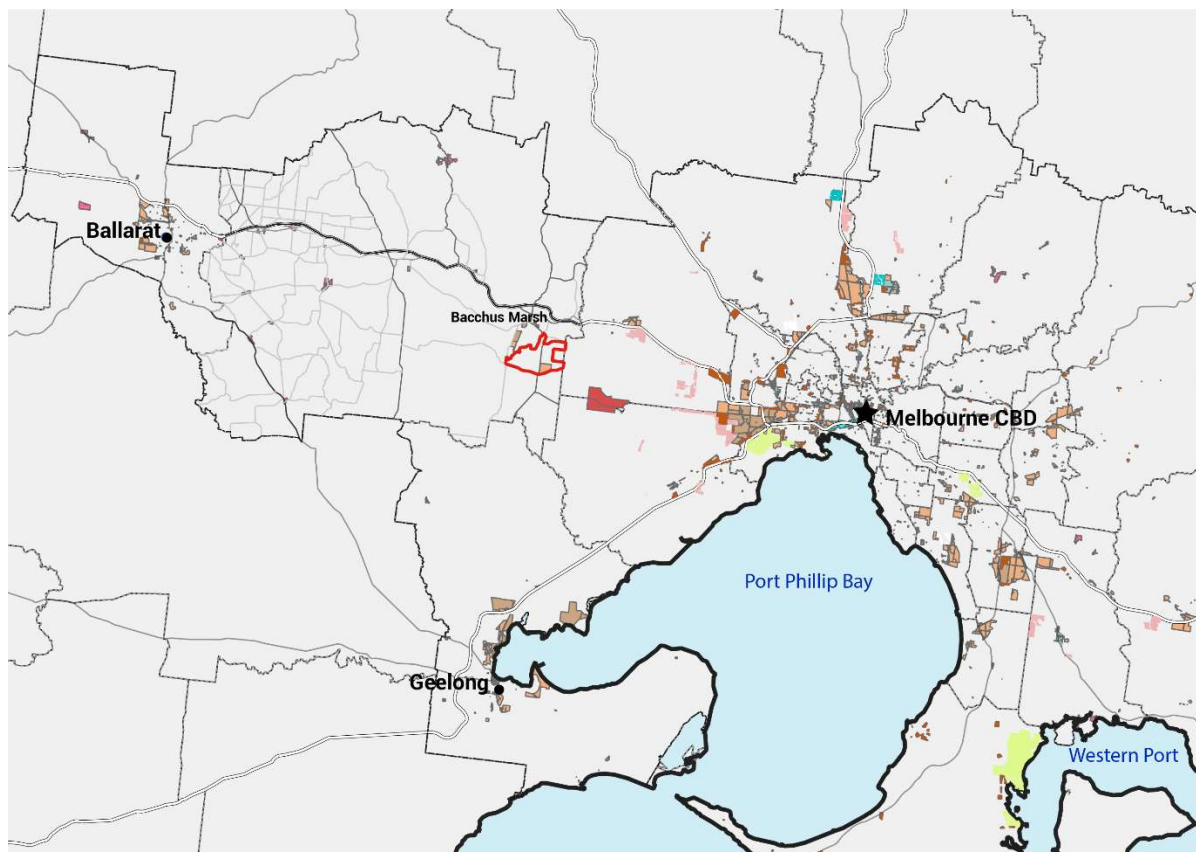 Ballarat
Bacchus Marsh
Melbourne CBD
Port Phillip Bay
Geelong
Western Port